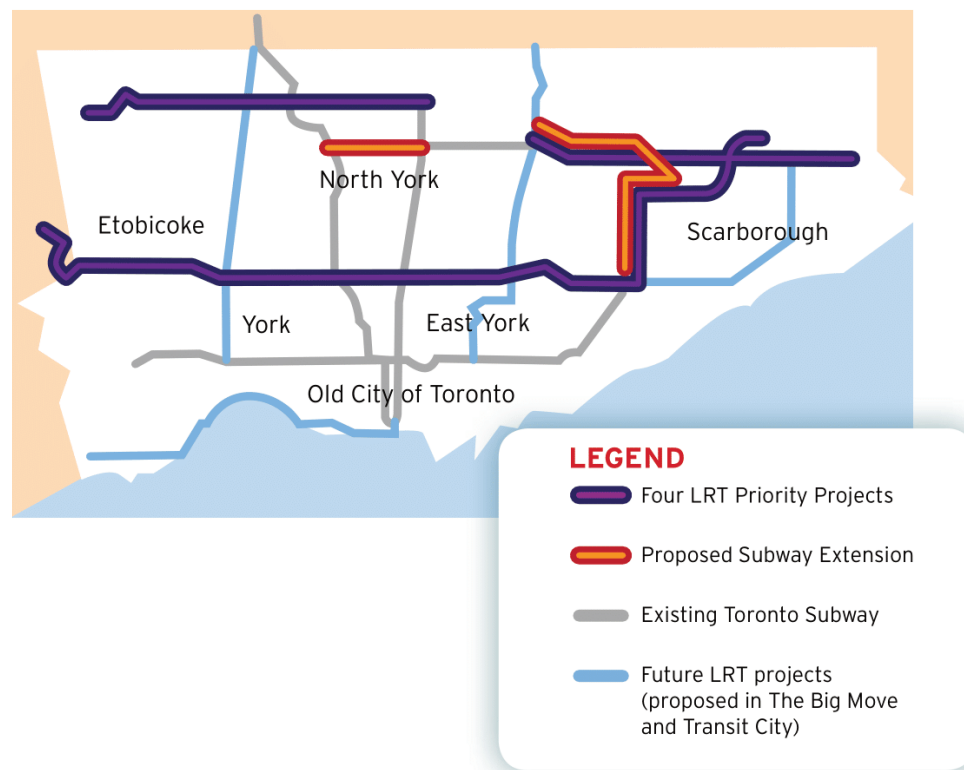 North York
Etobicoke
Scarborough
York
East York
Old City of Toronto
LEGEND
Four LRT Priority Projects
Proposed Subway Extension
Existing Toronto Subway
Future LRT projects
(proposed in The Big Move
and Transit City)